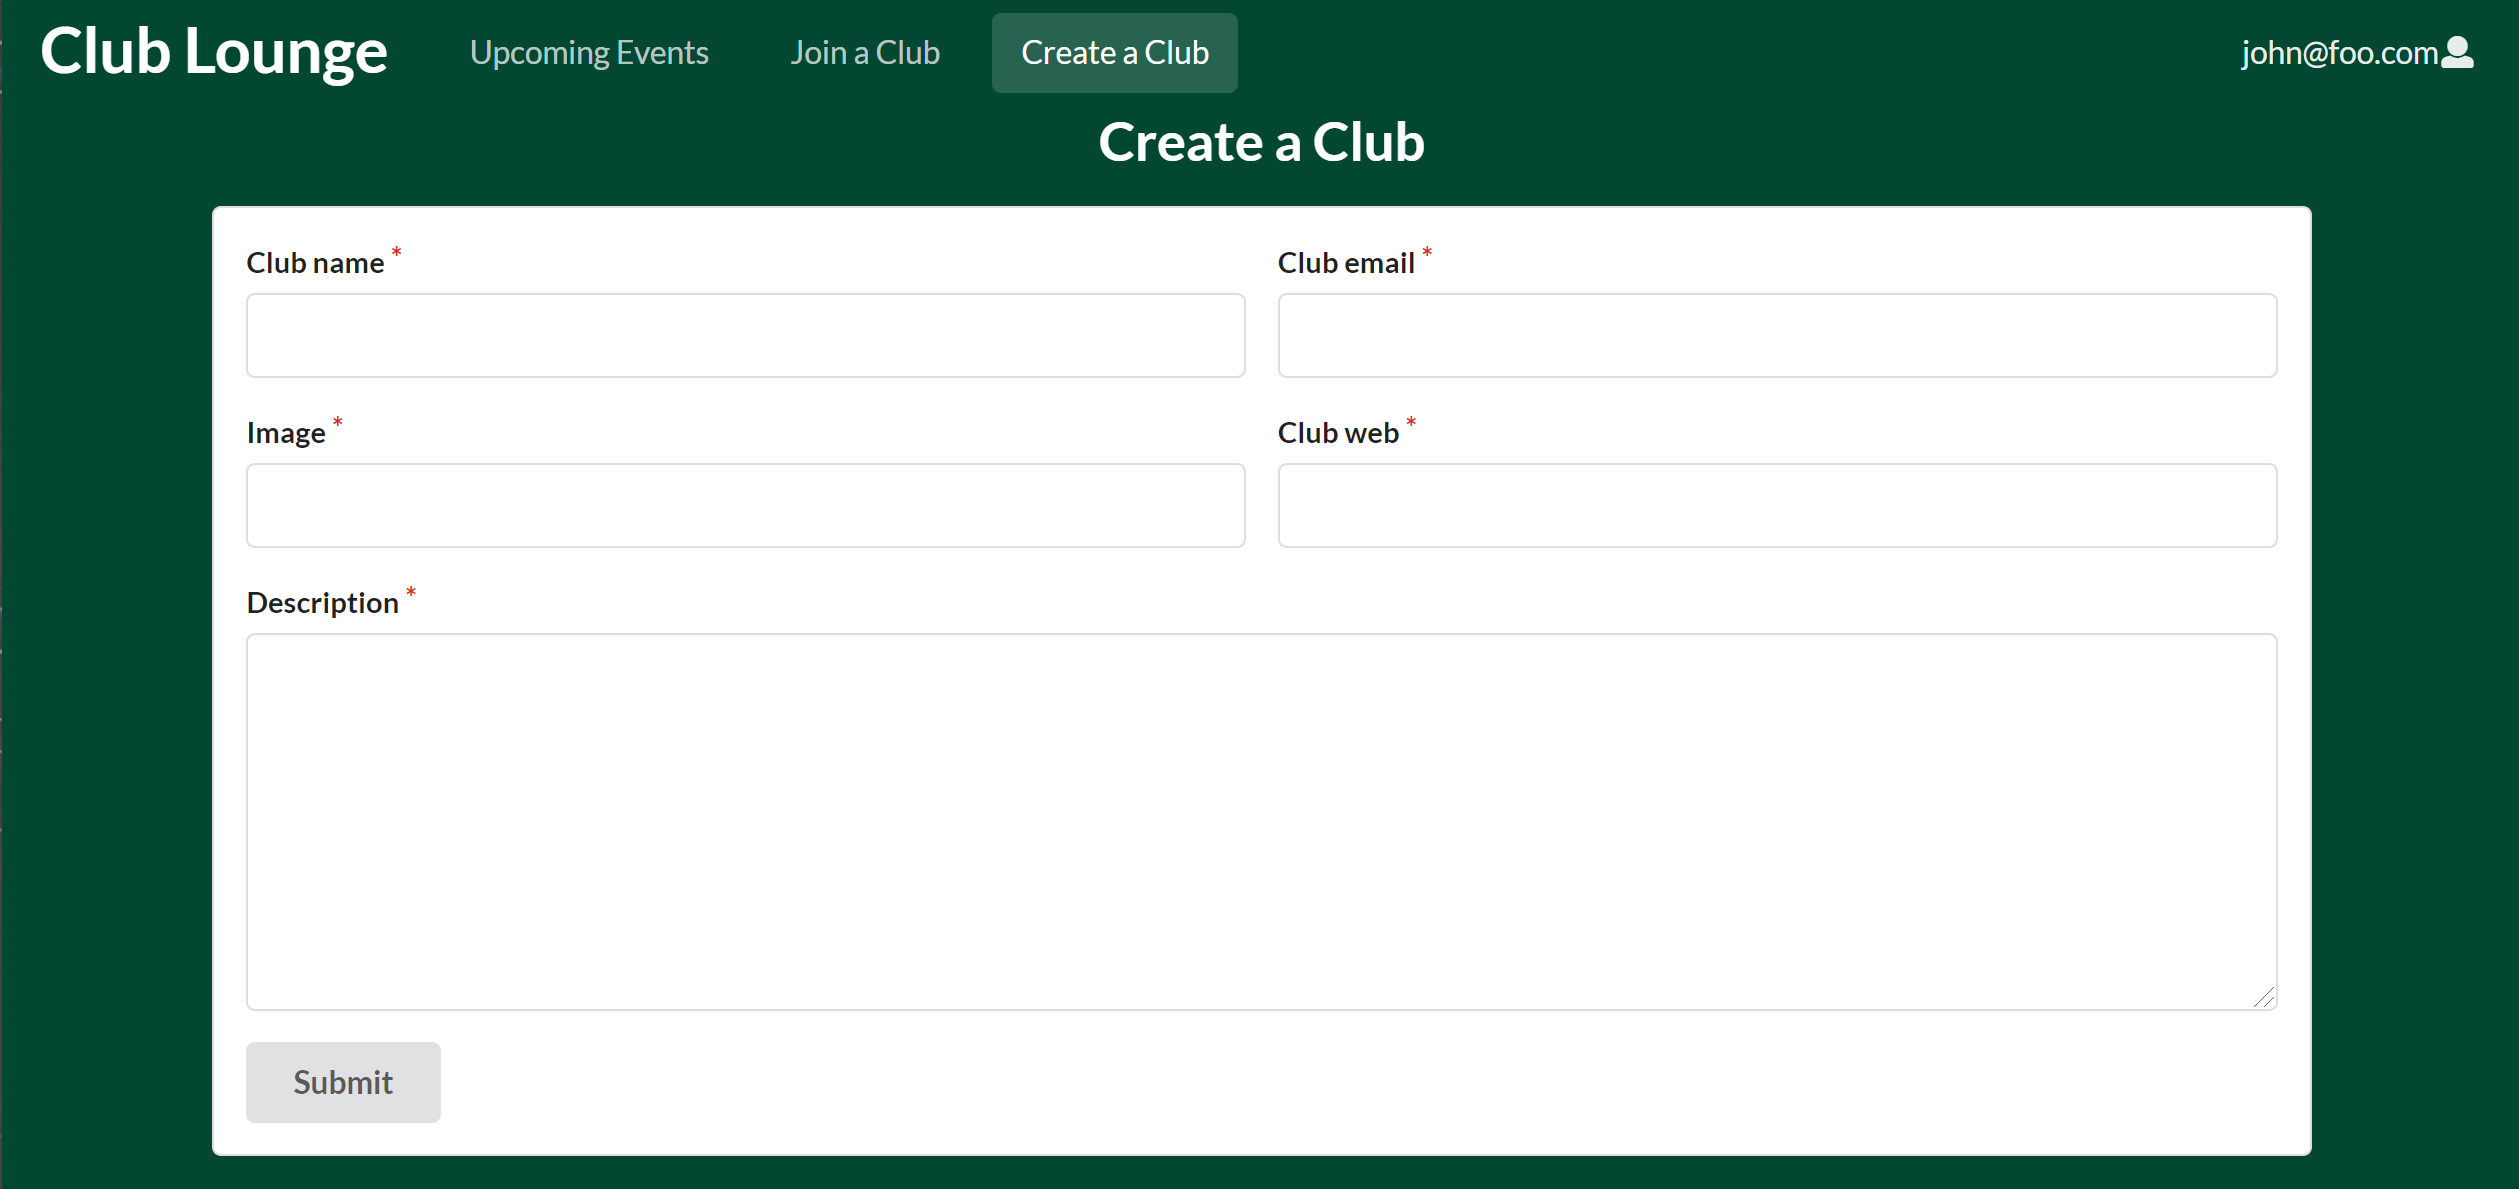 Club Lounge Upcoming Events Join a Club Create a Club john@foo.com
Create a Club
Club name * Club email *
Image * Club web *
Description *
Submit